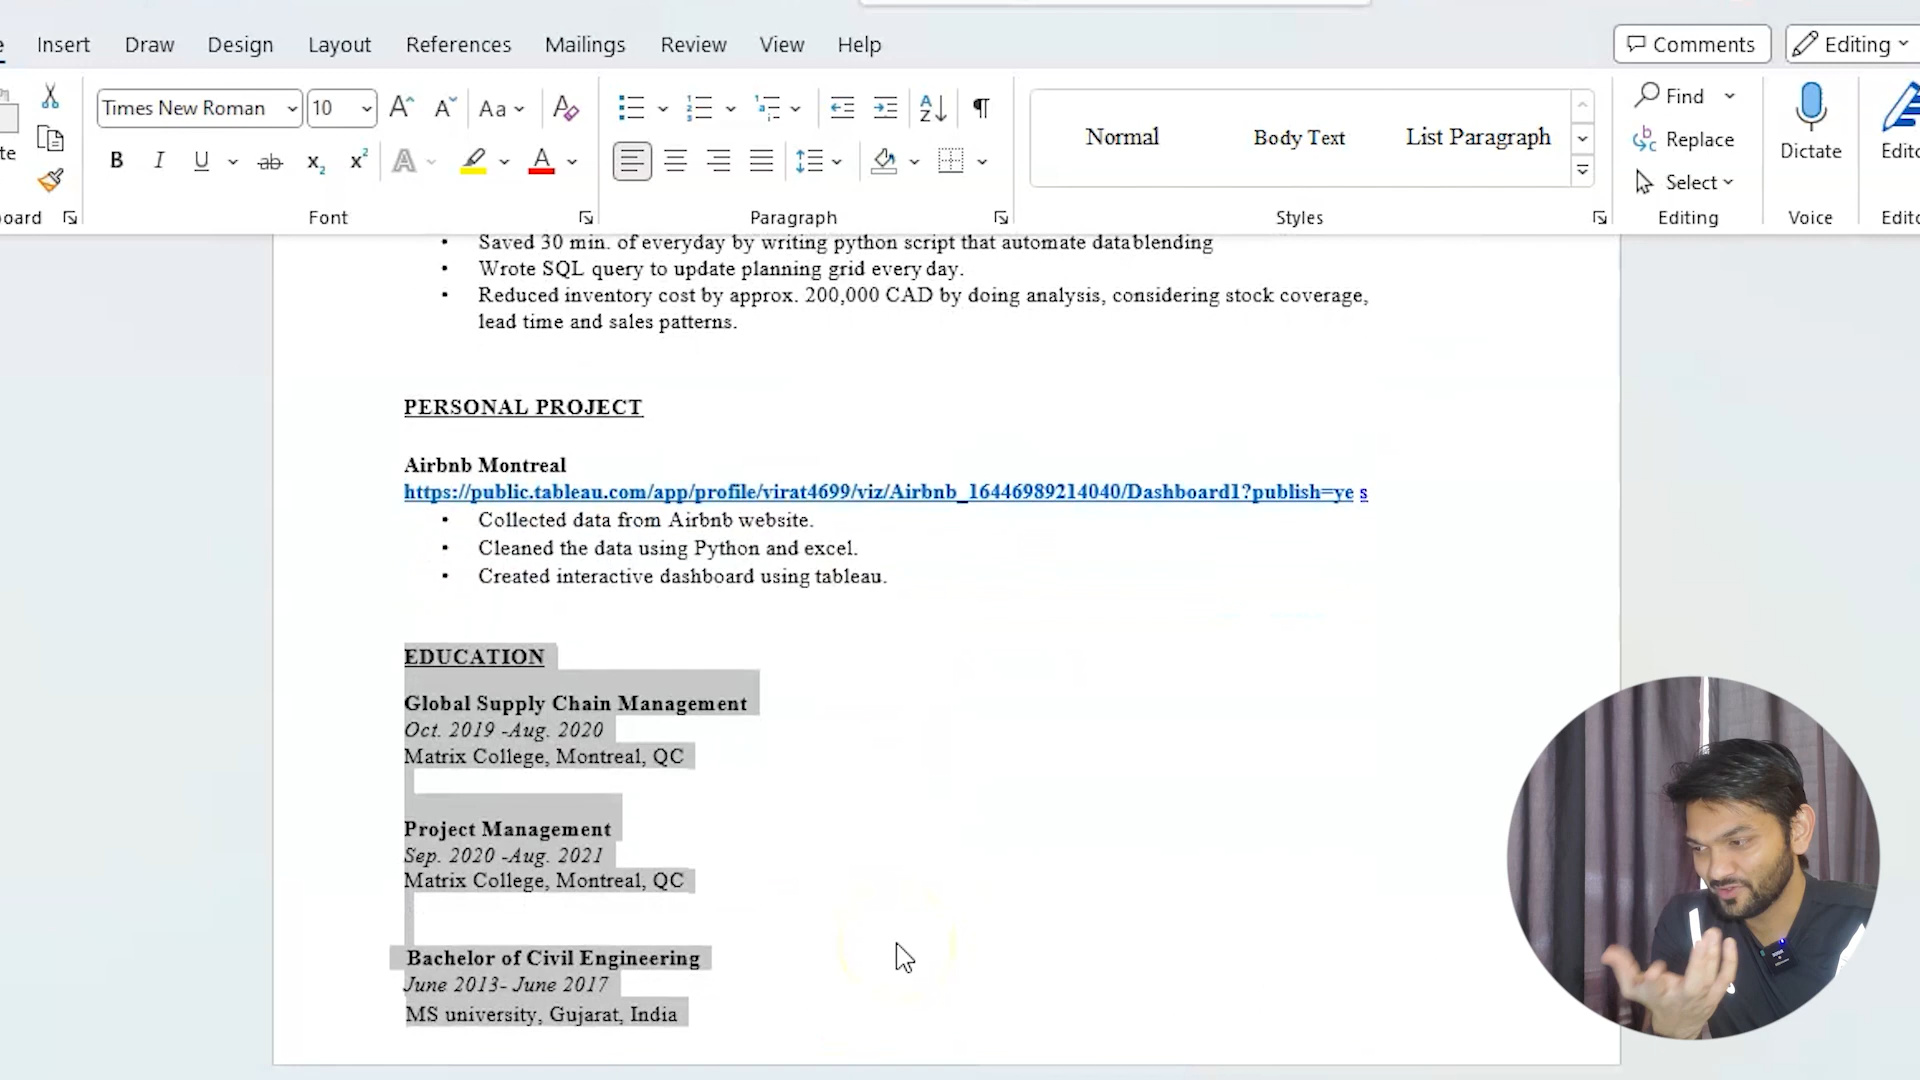 Insert Draw Design Layout References Mailings Review View Help Comments Editing
Times New Roman 10 Aa Normal Body Text List Paragraph Find
Replace
Dictate
Select
Font Paragraph Styles Editing Voice
• Saved 30 min. of everyday by writing python script that automate datablending
• Wrote SQL query to update planning grid every day.
• Reduced inventory cost by approx. 200,000 CAD by doing analysis, considering stock coverage,
lead time and sales patterns.
PERSONAL PROJECT
Airbnb Montreal
https://public.tableau.com/app/profile/virat4699/viz/Airbnb_16446989214040/Dashboard1?publish=ye s
• Collected data from Airbnb website.
• Cleaned the data using Python and excel.
• Created interactive dashboard using tableau.
EDUCATION
Global Supply Chain Management
Oct. 2019 -Aug. 2020
Matrix College, Montreal, QC
Project Management
Sep. 2020 -Aug. 2021
Matrix College, Montreal, QC
Bachelor of Civil Engineering
June 2013- June 2017
MS university, Gujarat, India